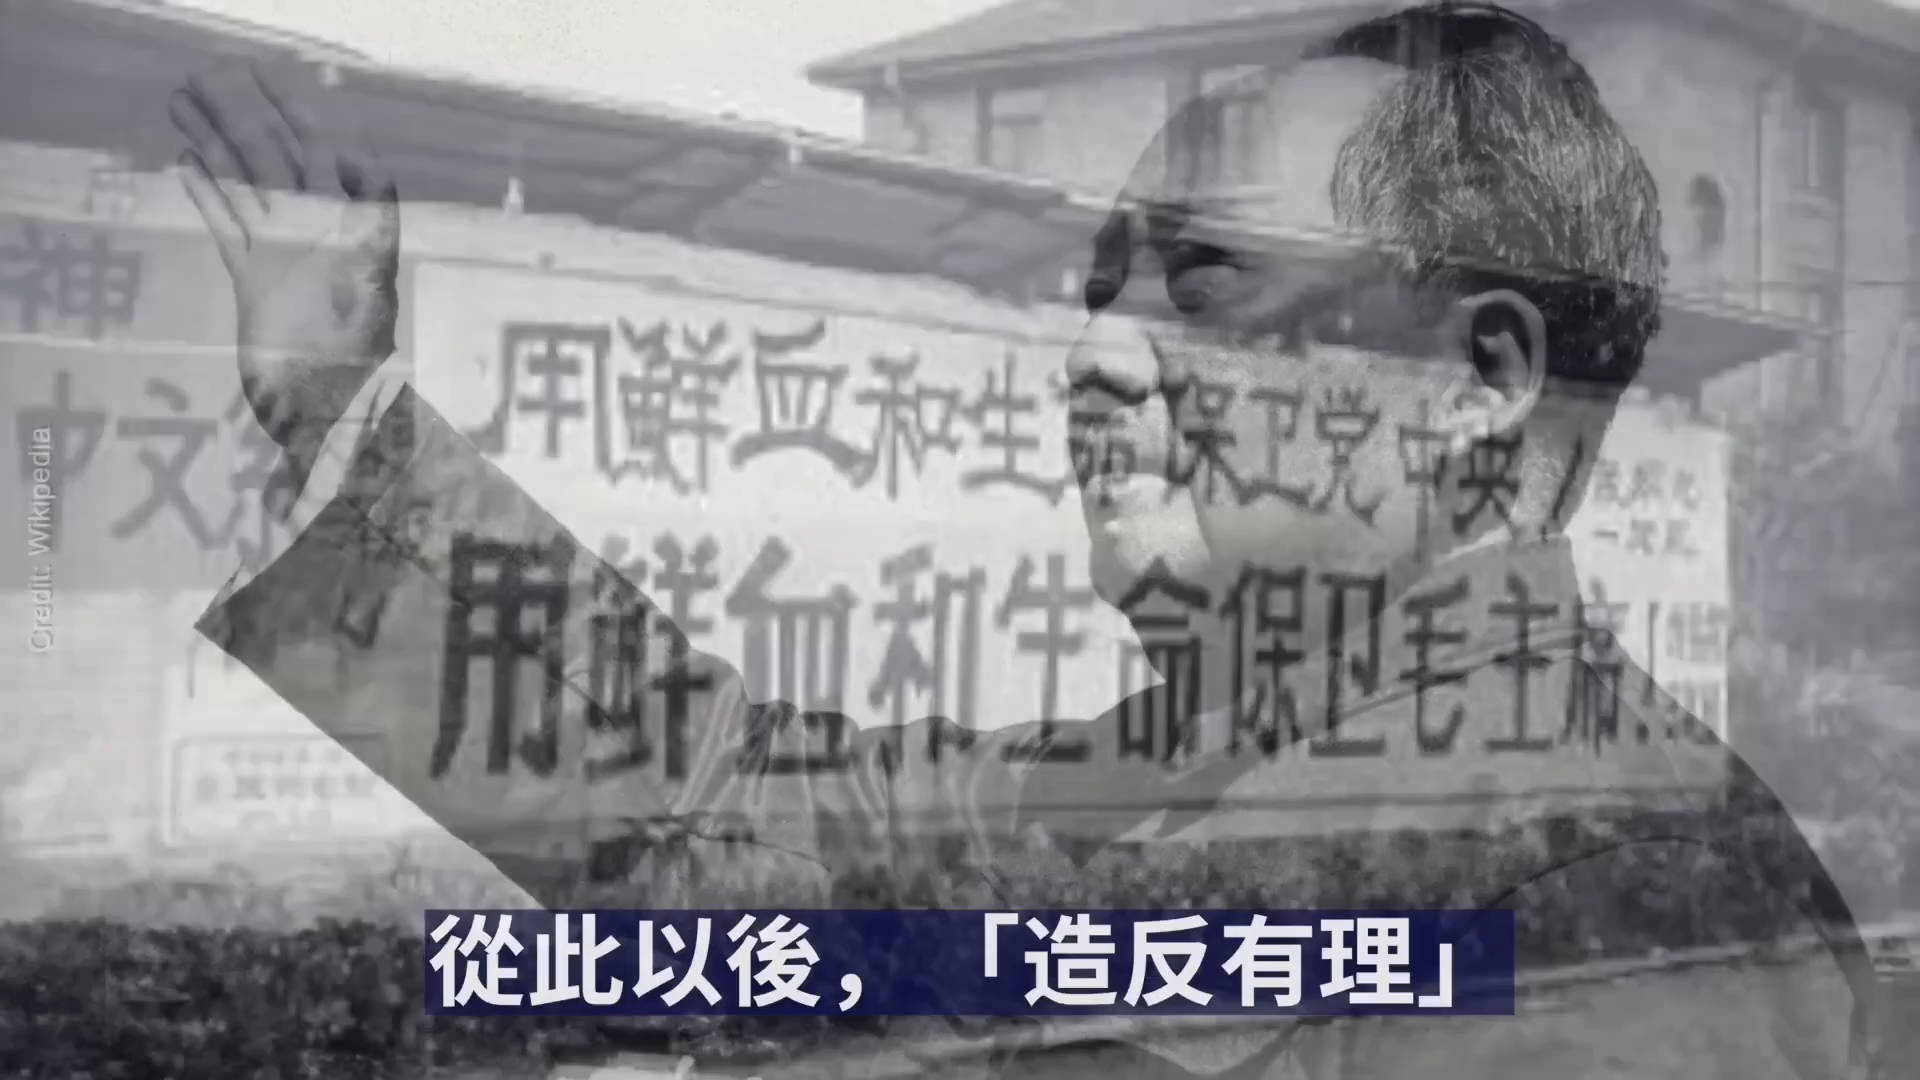 神
中文系
用鲜血和生命保卫党中央！
用鲜血和生命保卫毛主席！
Credit: Wikipedia
從此以後，「造反有理」